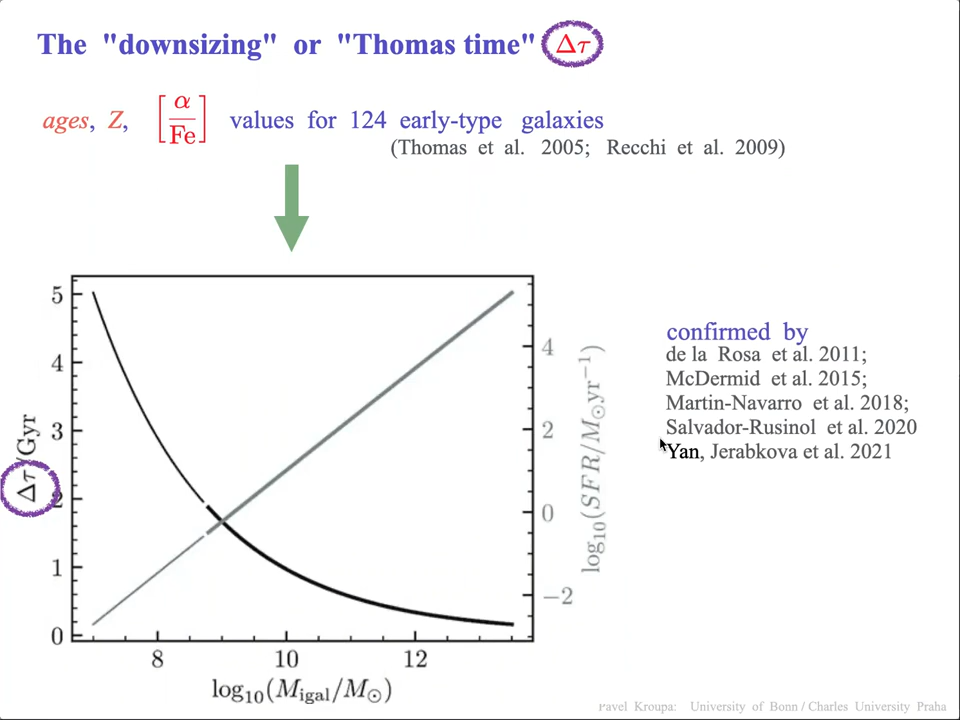 The "downsizing" or "Thomas time" Δτ
ages, Z, [α/Fe] values for 124 early-type galaxies
(Thomas et al. 2005; Recchi et al. 2009)
confirmed by
de la Rosa et al. 2011;
McDermid et al. 2015;
Martin-Navarro et al. 2018;
Salvador-Rusinol et al. 2020
Yan, Jerabkova et al. 2021
5
4
3
2
1
0
Δτ/Gyr
4
2
0
−2
log₁₀(SFR/M⊙yr⁻¹)
8 10 12
log₁₀(M_igal/M⊙)
Pavel Kroupa: University of Bonn / Charles University Praha